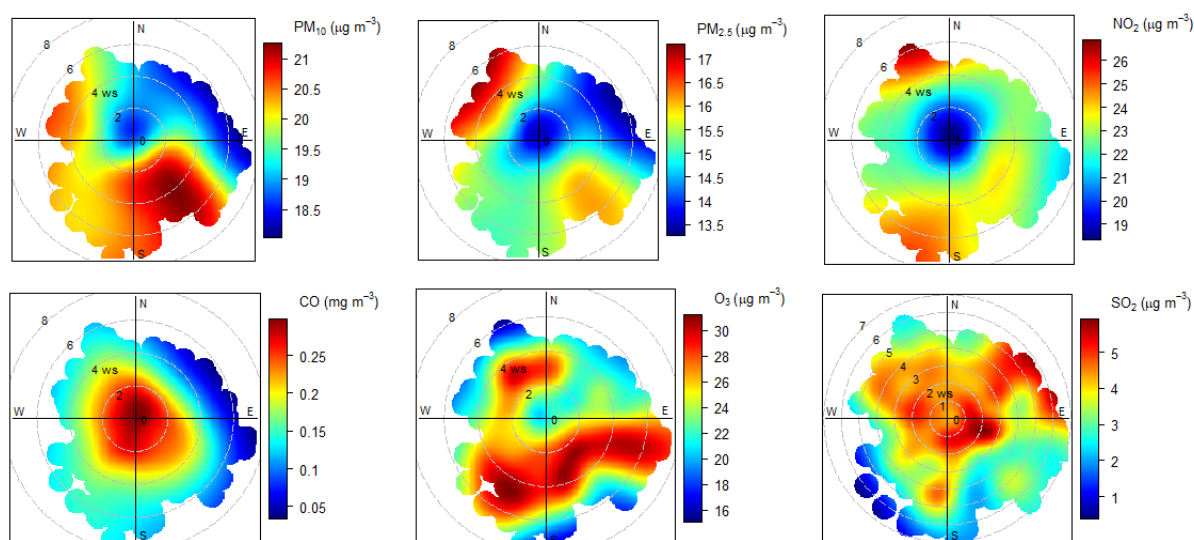 PM₁₀ (μg m⁻³)
N
8
6
4 ws
2
0
W
E
S
21
20.5
20
19.5
19
18.5
PM₂.₅ (μg m⁻³)
N
8
6
4 ws
2
0
W
E
S
17
16.5
16
15.5
15
14.5
14
13.5
NO₂ (μg m⁻³)
N
8
6
4 ws
2
0
W
E
S
26
25
24
23
22
21
20
19
CO (mg m⁻³)
N
8
6
4 ws
2
0
W
E
S
0.25
0.2
0.15
0.1
0.05
O₃ (μg m⁻³)
N
8
6
4 ws
2
0
W
E
S
30
28
26
24
22
20
18
16
SO₂ (μg m⁻³)
N
7
6
5
4
3
2 ws
1
0
W
E
S
5
4
3
2
1